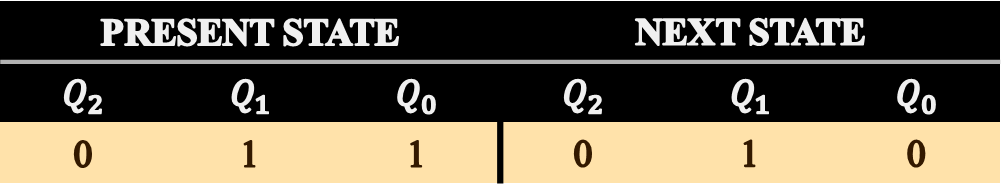 PRESENT STATE NEXT STATE
Q₂ Q₁ Q₀ Q₂ Q₁ Q₀
0 1 1 0 1 0